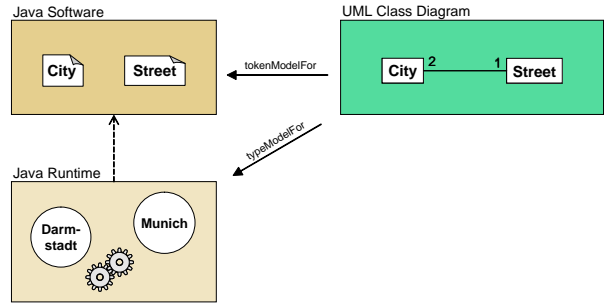 Java Software
UML Class Diagram
City
Street
tokenModelFor
City
2
1
Street
typeModelFor
Java Runtime
Darm-
stadt
Munich